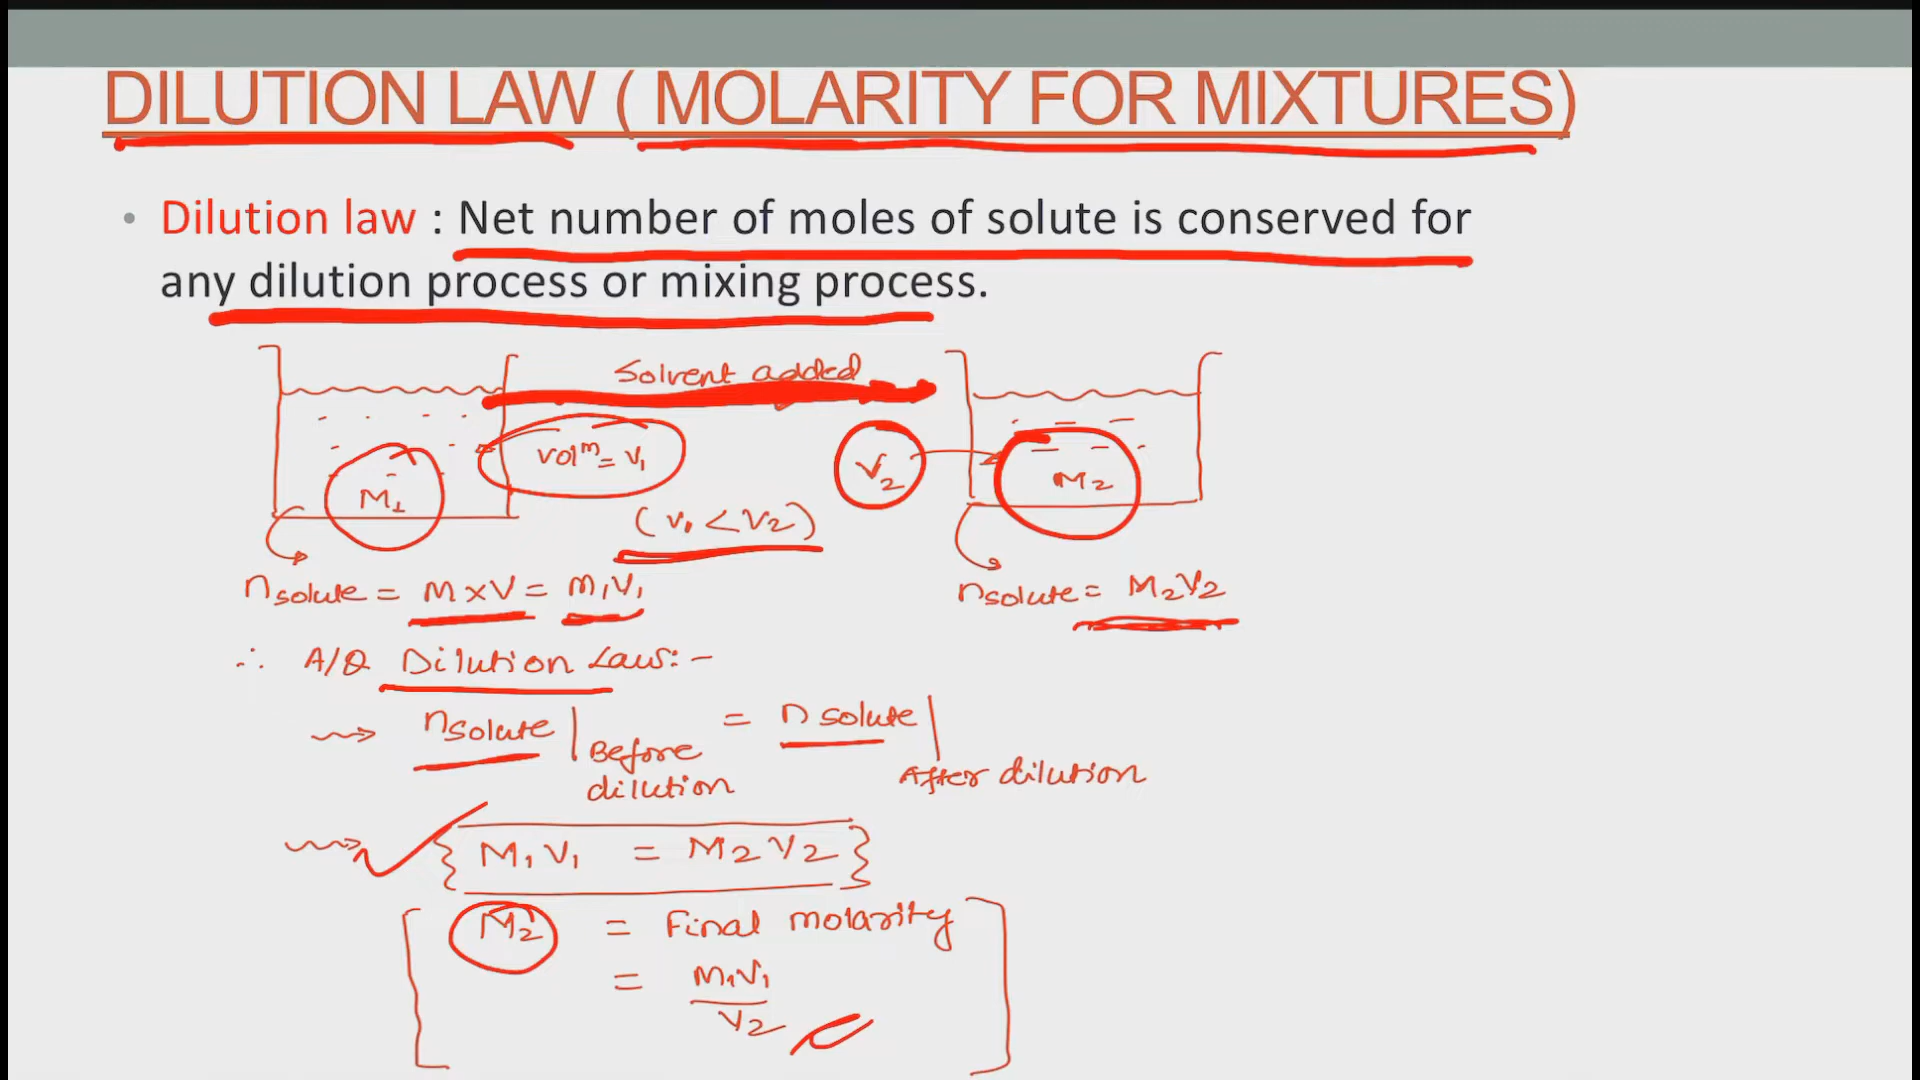 DILUTION LAW ( MOLARITY FOR MIXTURES)
• Dilution law : Net number of moles of solute is conserved for
any dilution process or mixing process.
Solvent added
M₁
volᵐ = V₁
V₂
M₂
(V₁ < V₂)
nsolute = M×V = M₁V₁
nsolute = M₂V₂
∴ A/Q Dilution Law:-
nsolute | Before dilution = nsolute | After dilution
{ M₁V₁ = M₂V₂ }
M₂ = Final molarity
= M₁V₁ / V₂